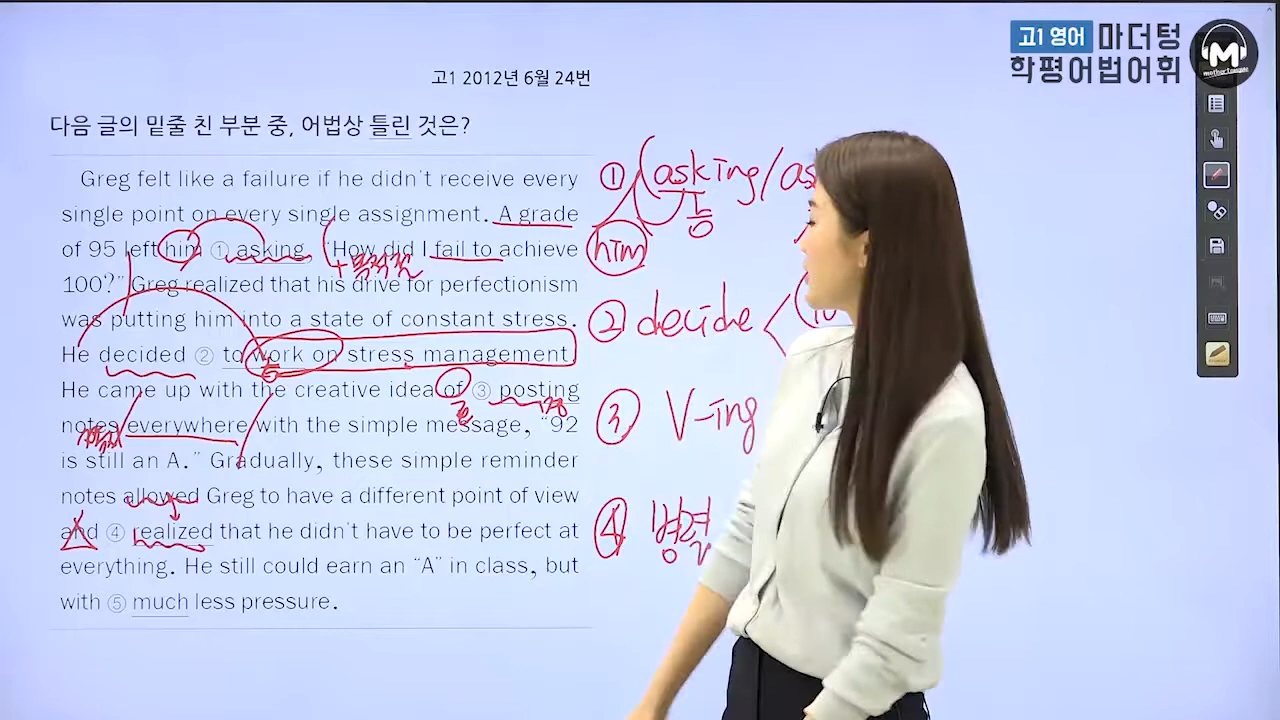 고1 영어 마더텅
학평어법어휘
M
mothertongue
고1 2012년 6월 24번
다음 글의 밑줄 친 부분 중, 어법상 틀린 것은?
Greg felt like a failure if he didn't receive every
single point on every single assignment. A grade
of 95 left him ① asking, "How did I fail to achieve
100?" Greg realized that his drive for perfectionism
was putting him into a state of constant stress.
He decided ② to work on stress management.
He came up with the creative idea of ③ posting
notes everywhere with the simple message, "92
is still an A." Gradually, these simple reminder
notes allowed Greg to have a different point of view
and ④ realized that he didn't have to be perfect at
everything. He still could earn an "A" in class, but
with ⑤ much less pressure.
+ 목적절
① (asking/as
능
him
② decide
③ V-ing
④ 병렬